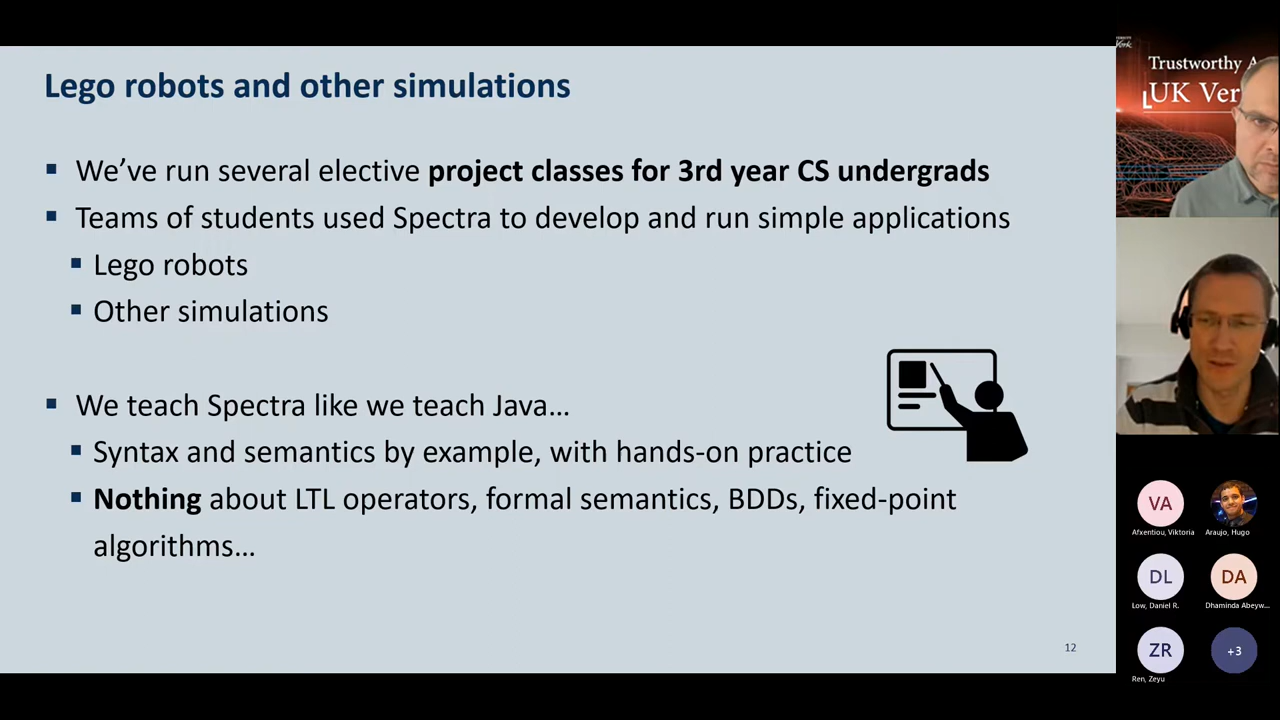 Lego robots and other simulations
▪ We’ve run several elective project classes for 3rd year CS undergrads
▪ Teams of students used Spectra to develop and run simple applications
▪ Lego robots
▪ Other simulations
▪ We teach Spectra like we teach Java…
▪ Syntax and semantics by example, with hands-on practice
▪ Nothing about LTL operators, formal semantics, BDDs, fixed-point
algorithms…
12
Trustworthy A
UK Ver
VA
Afxentiou, Viktoria
Araujo, Hugo
DL
Low, Daniel R.
DA
Dhaminda Abeyw...
ZR
Ren, Zeyu
+3